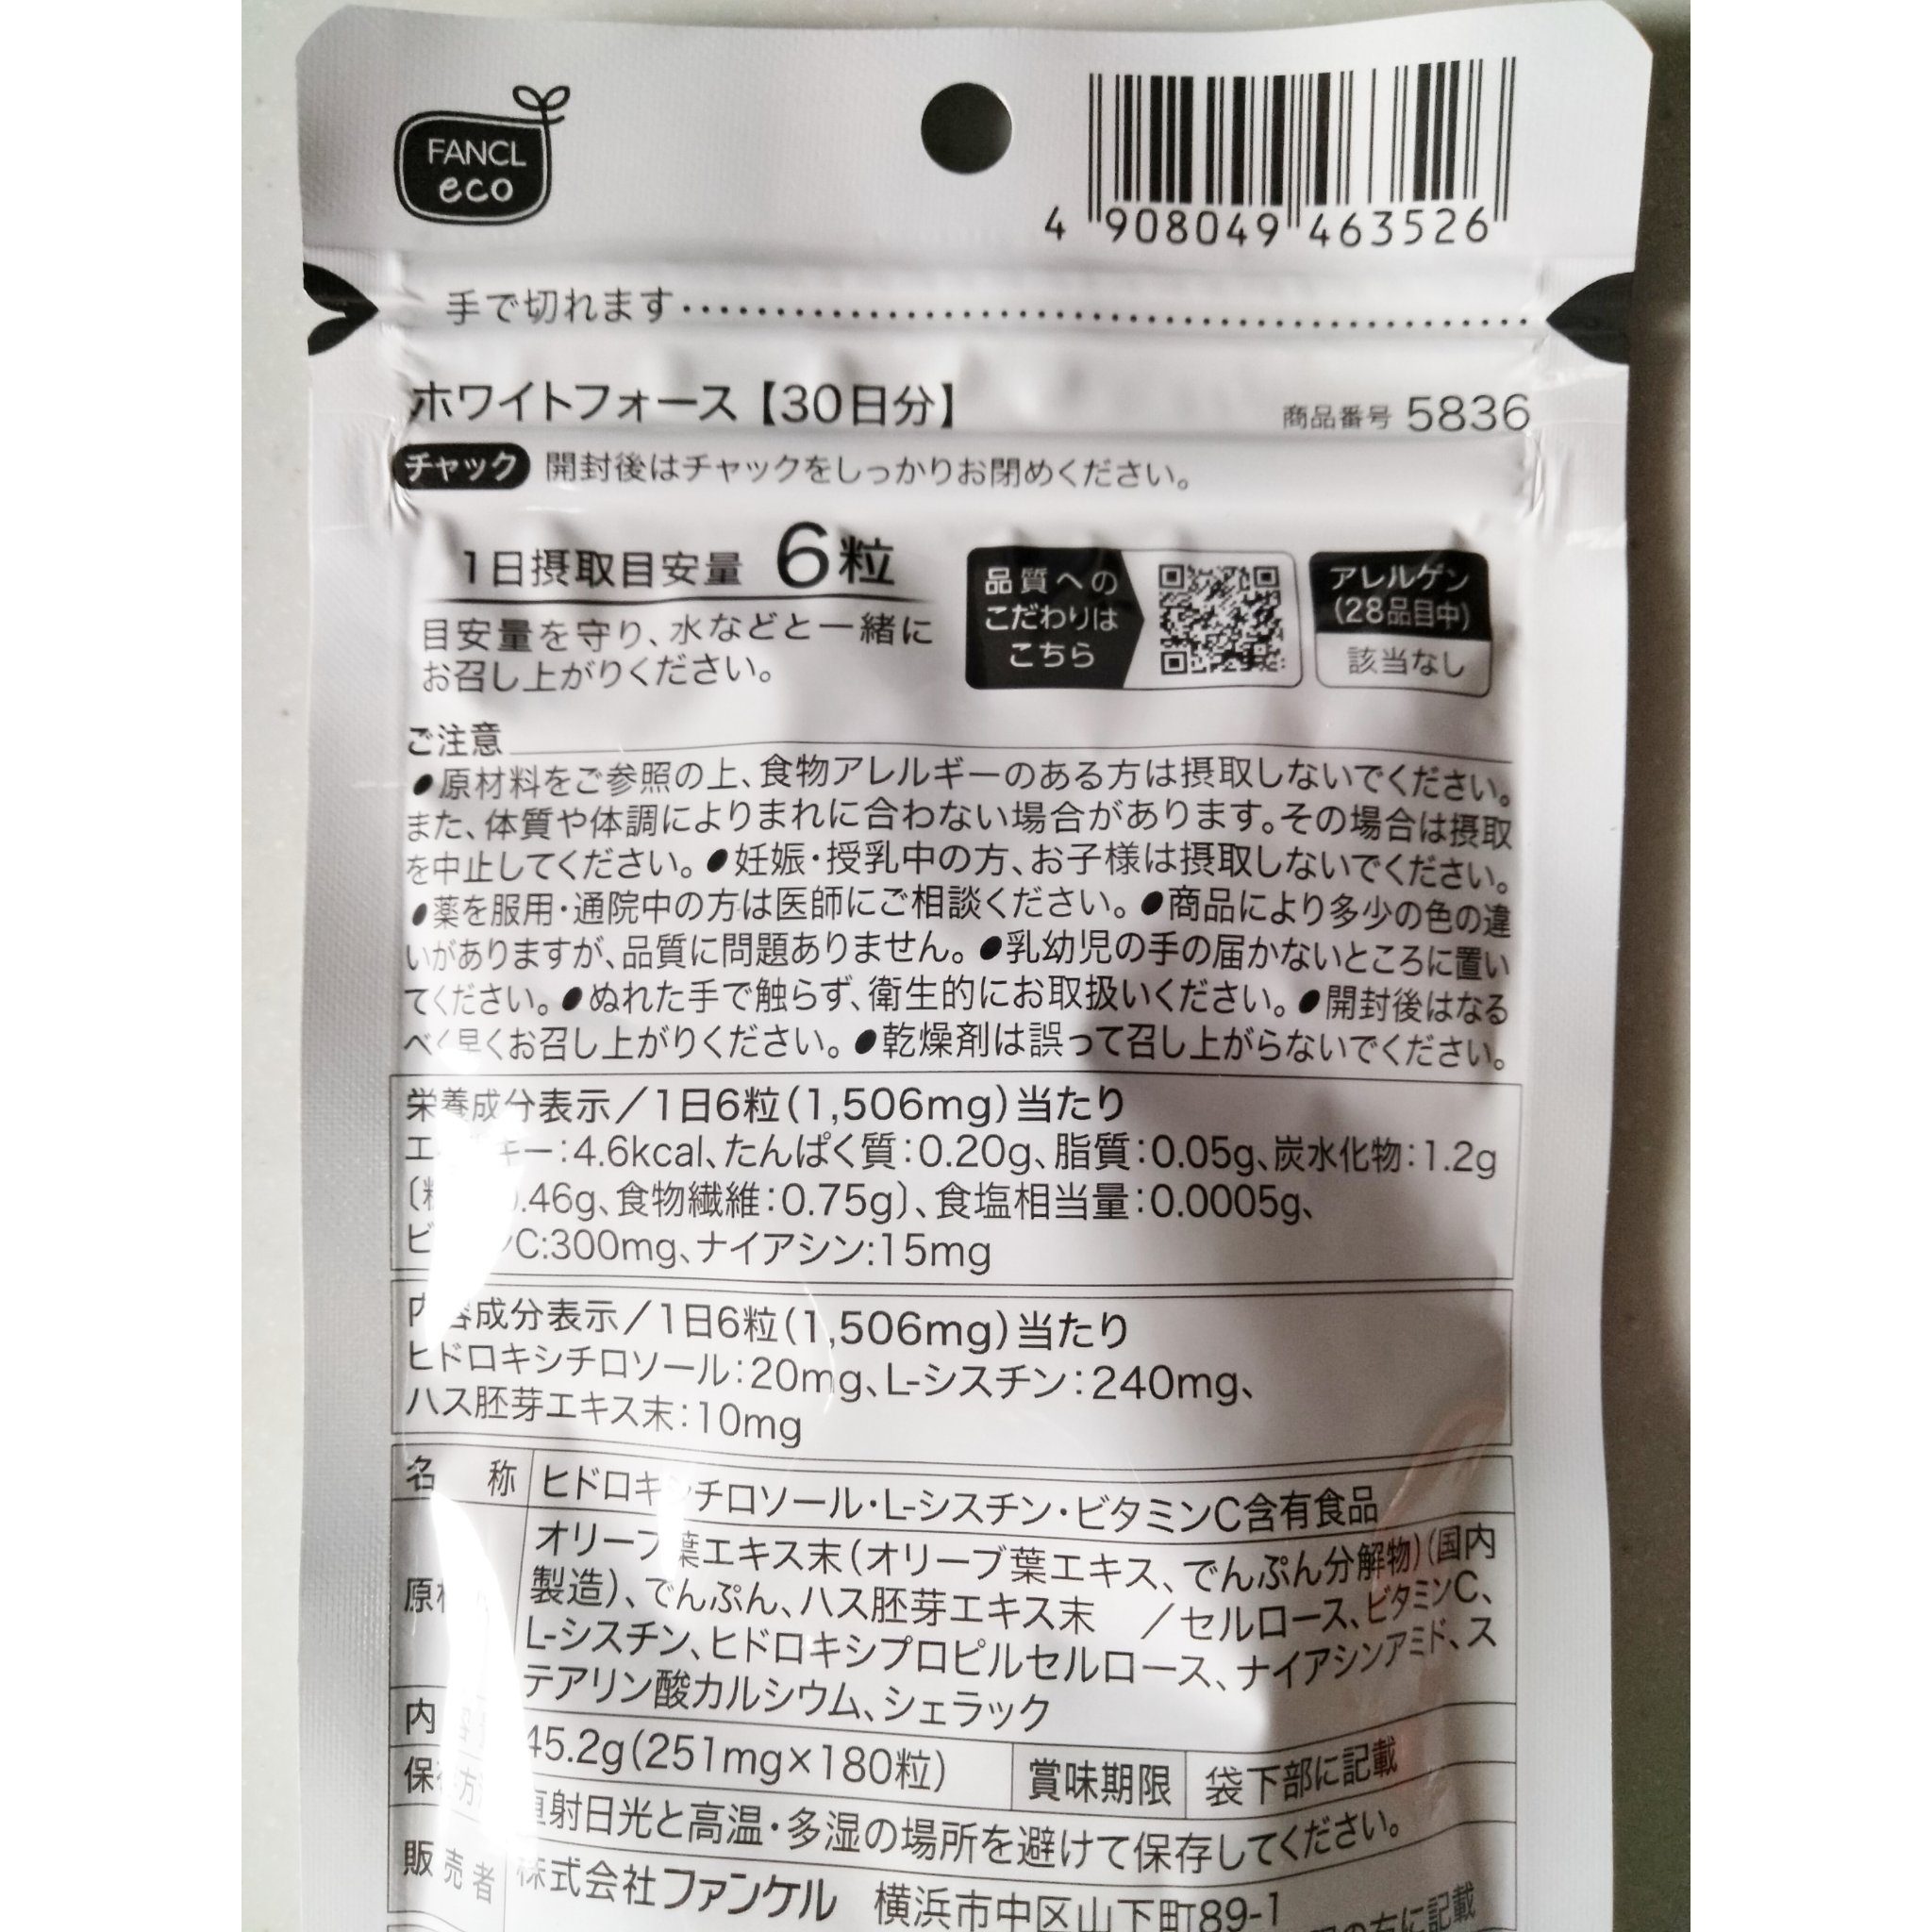 FANCL
eco
4 908049 463526
手で切れます
ホワイトフォース【30日分】
商品番号 5836
チャック 開封後はチャックをしっかりお閉めください。
1日摂取目安量 6粒
目安量を守り、水などと一緒に
お召し上がりください。
品質への
こだわりは
こちら
アレルゲン
(28品目中)
該当なし
ご注意
●原材料をご参照の上、食物アレルギーのある方は摂取しないでください。
また、体質や体調によりまれに合わない場合があります。その場合は摂取
を中止してください。●妊娠・授乳中の方、お子様は摂取しないでください。
●薬を服用・通院中の方は医師にご相談ください。●商品により多少の色の違
いがありますが、品質に問題ありません。●乳幼児の手の届かないところに置い
てください。●ぬれた手で触らず、衛生的にお取扱いください。●開封後はなる
べく早くお召し上がりください。●乾燥剤は誤って召し上がらないでください。
栄養成分表示/1日6粒(1,506mg)当たり
キー:4.6kcal、たんぱく質:0.20g、脂質:0.05g、炭水化物:1.2g
.46g、食物繊維:0.75g〕、食塩相当量:0.0005g、
C:300mg、ナイアシン:15mg
内容成分表示/1日6粒(1,506mg)当たり
ヒドロキシチロソール:20mg、L-シスチン:240mg、
ハス胚芽エキス末:10mg
名称 ヒドロキシチロソール・L-シスチン・ビタミンC含有食品
オリーブ葉エキス末(オリーブ葉エキス、でんぷん分解物)(国内
製造)、でんぷん、ハス胚芽エキス末 /セルロース、ビタミンC、
L-シスチン、ヒドロキシプロピルセルロース、ナイアシンアミド、ス
テアリン酸カルシウム、シェラック
45.2g(251mg×180粒) 賞味期限 袋下部に記載
直射日光と高温・多湿の場所を避けて保存してください。
販売者 株式会社ファンケル 横浜市中区山下町89-1
に記載